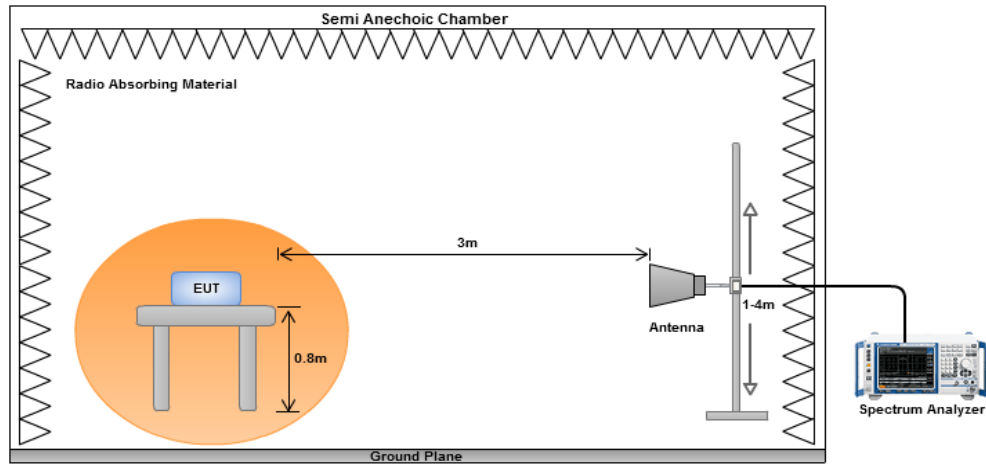 Semi Anechoic Chamber
Radio Absorbing Material
3m
EUT
1-4m
Antenna
0.8m
Spectrum Analyzer
Ground Plane